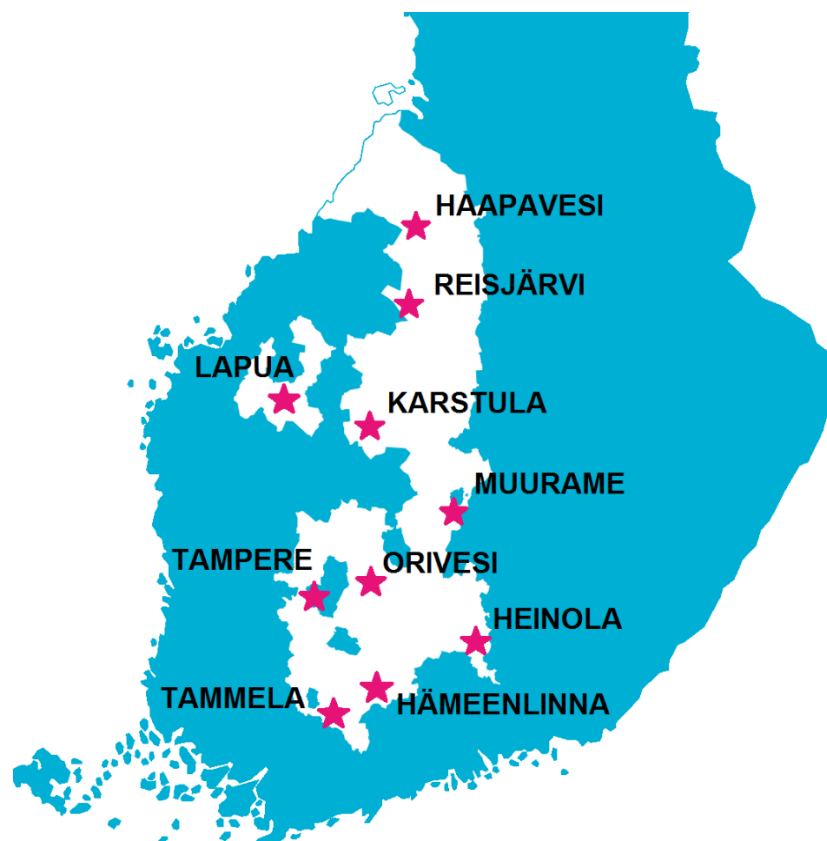 HAAPAVESI
REISJÄRVI
LAPUA
KARSTULA
MUURAME
TAMPERE
ORIVESI
HEINOLA
TAMMELA
HÄMEENLINNA